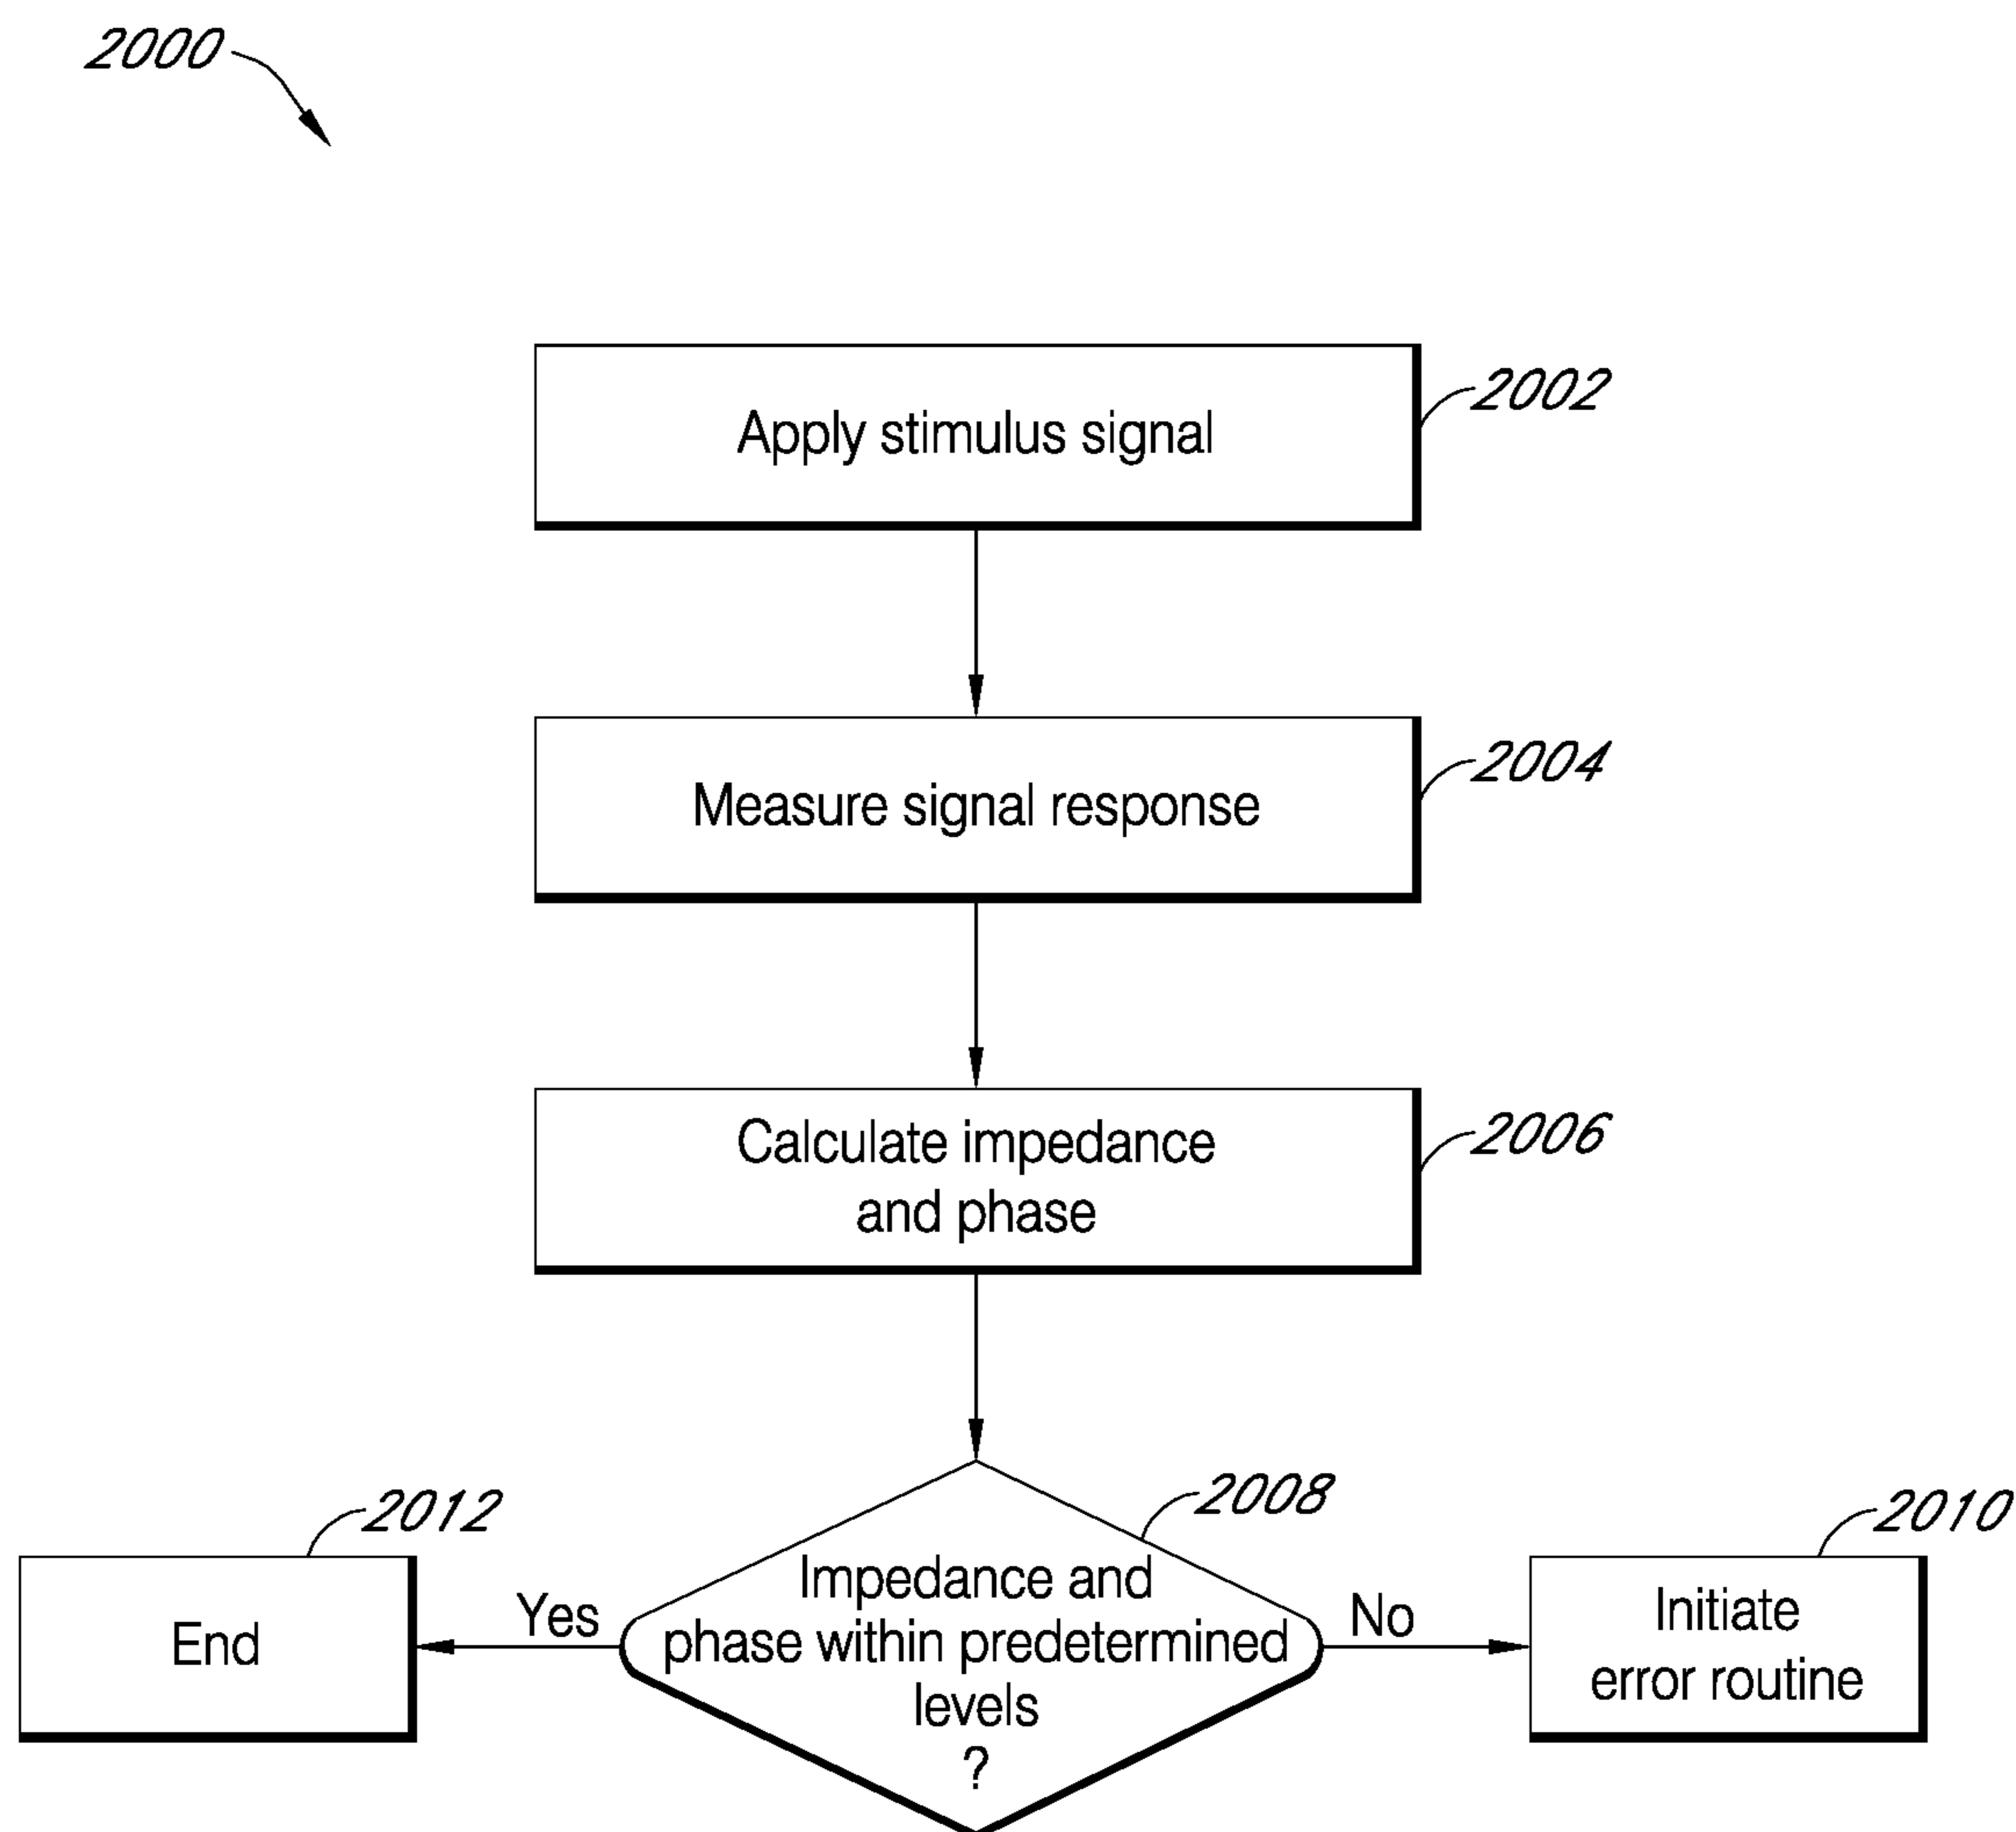 2000
Apply stimulus signal
2002
Measure signal response
2004
Calculate impedance
and phase
2006
2008
Impedance and
phase within predetermined
levels
?
Yes
2012
End
No
2010
Initiate
error routine